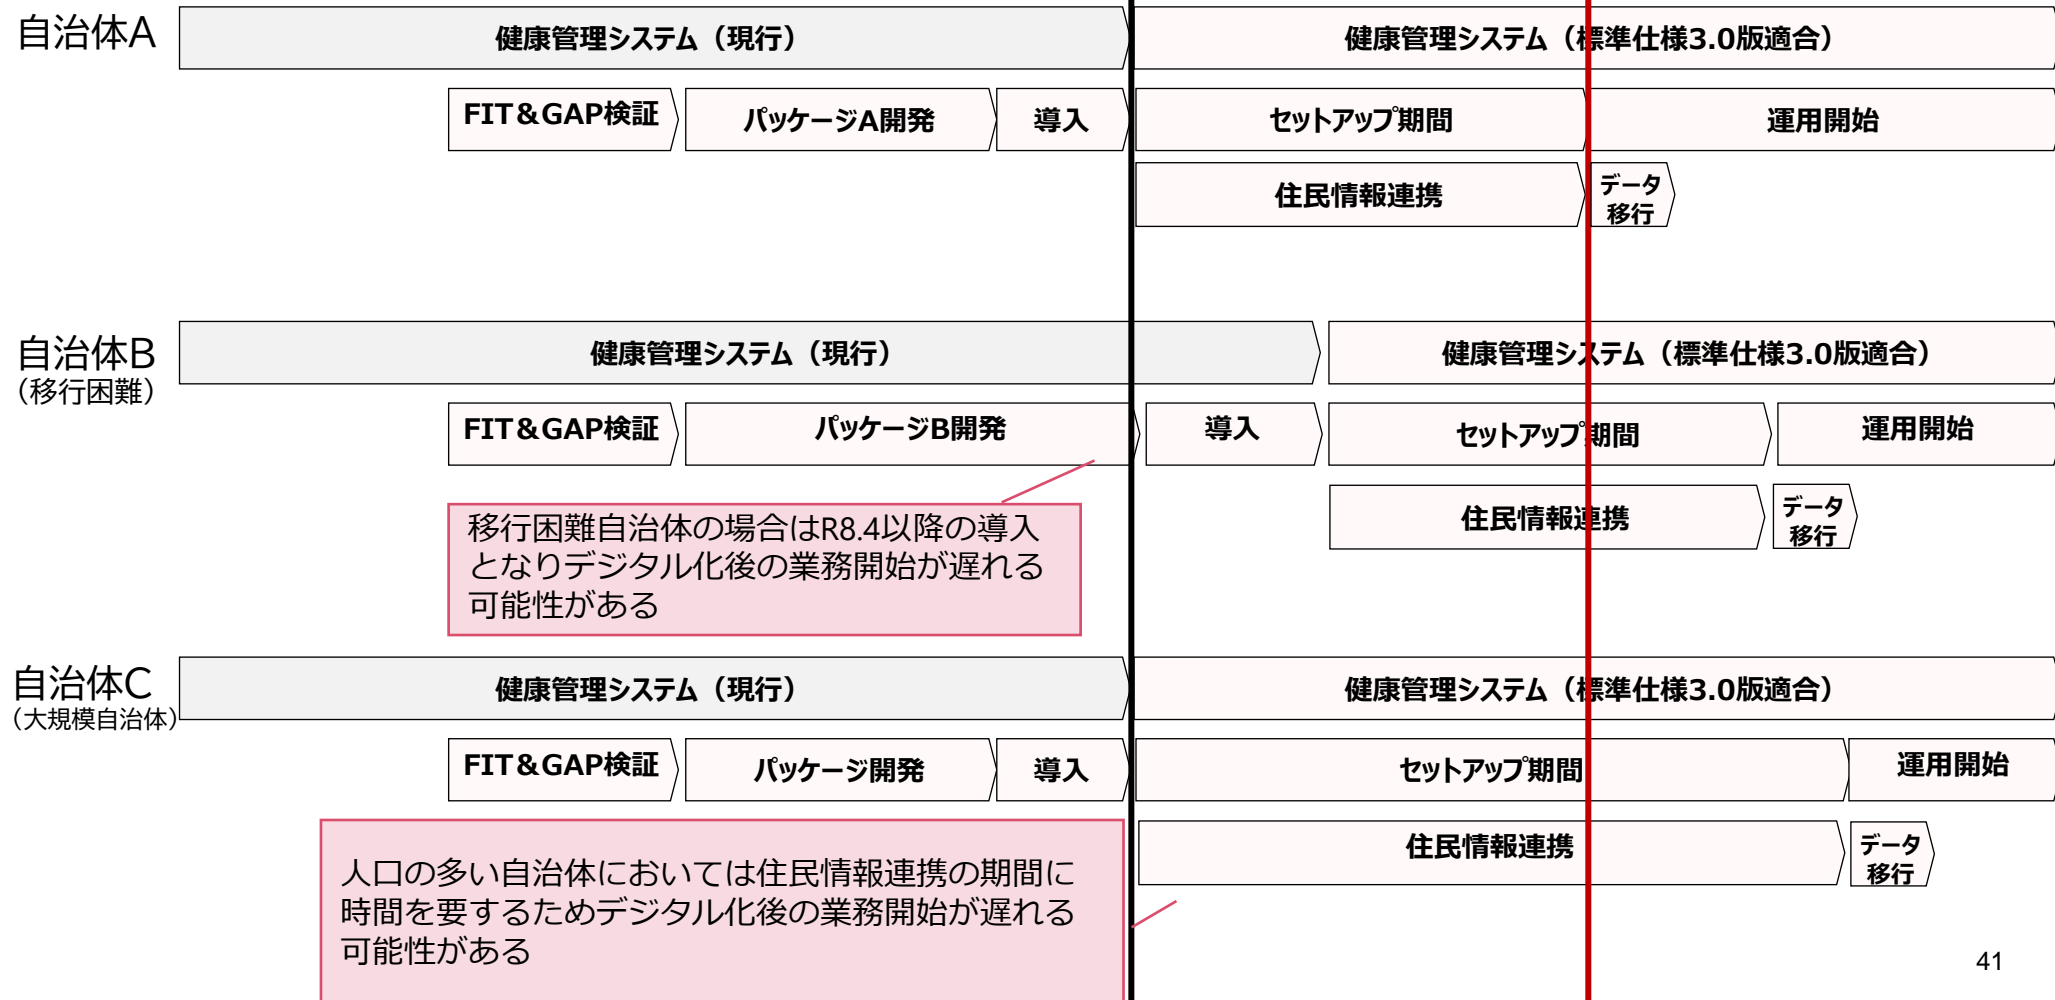 自治体A
健康管理システム（現行）
健康管理システム（標準仕様3.0版適合）
FIT＆GAP検証
パッケージA開発
導入
セットアップ期間
運用開始
住民情報連携
データ
移行
自治体B
（移行困難）
健康管理システム（現行）
健康管理システム（標準仕様3.0版適合）
FIT＆GAP検証
パッケージB開発
導入
セットアップ期間
運用開始
住民情報連携
データ
移行
移行困難自治体の場合はR8.4以降の導入
となりデジタル化後の業務開始が遅れる
可能性がある
自治体C
（大規模自治体）
健康管理システム（現行）
健康管理システム（標準仕様3.0版適合）
FIT＆GAP検証
パッケージ開発
導入
セットアップ期間
運用開始
住民情報連携
データ
移行
人口の多い自治体においては住民情報連携の期間に
時間を要するためデジタル化後の業務開始が遅れる
可能性がある
41